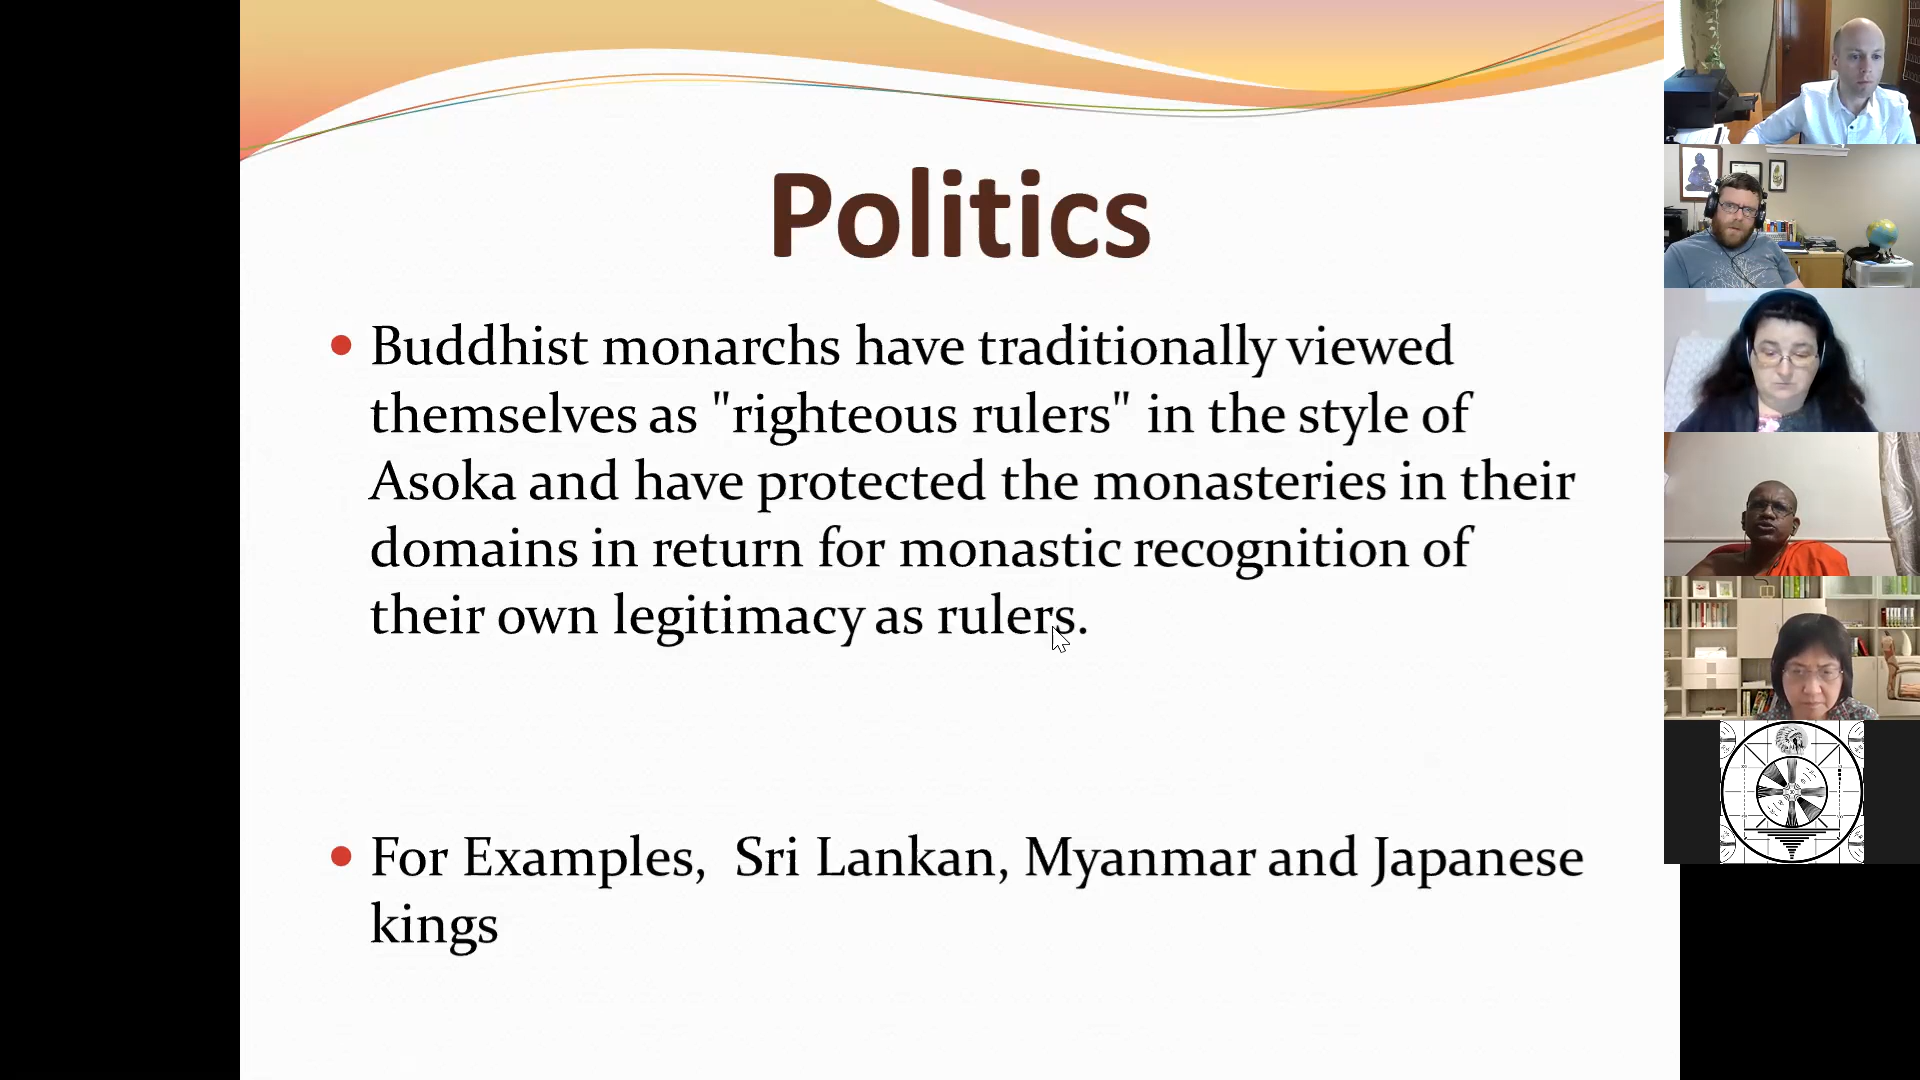 Politics
Buddhist monarchs have traditionally viewed
themselves as "righteous rulers" in the style of
Asoka and have protected the monasteries in their
domains in return for monastic recognition of
their own legitimacy as rulers.
For Examples,  Sri Lankan, Myanmar and Japanese
kings